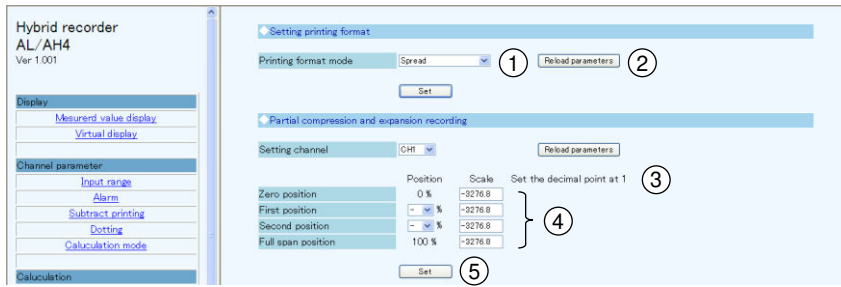 Hybrid recorder
AL/AH4
Ver 1.001
Display
Mesurerd value display
Virtual display
Channel parameter
Input range
Alarm
Subtract printing
Dotting
Caluculation mode
Caluculation
Setting printing format
Printing format mode Spread 1 Reload parameters 2
Set
Partial compression and expansion recording
Setting channel CH1 Reload parameters
Position Scale Set the decimal point at 1 3
Zero position 0 % -3276.8
First position - % -3276.8
Second position - % -3276.8
Full span position 100 % -3276.8
4
Set 5